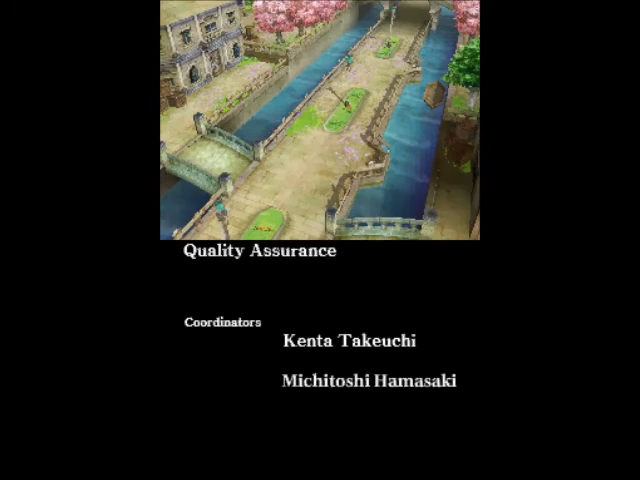 Quality Assurance
Coordinators
Kenta Takeuchi
Michitoshi Hamasaki